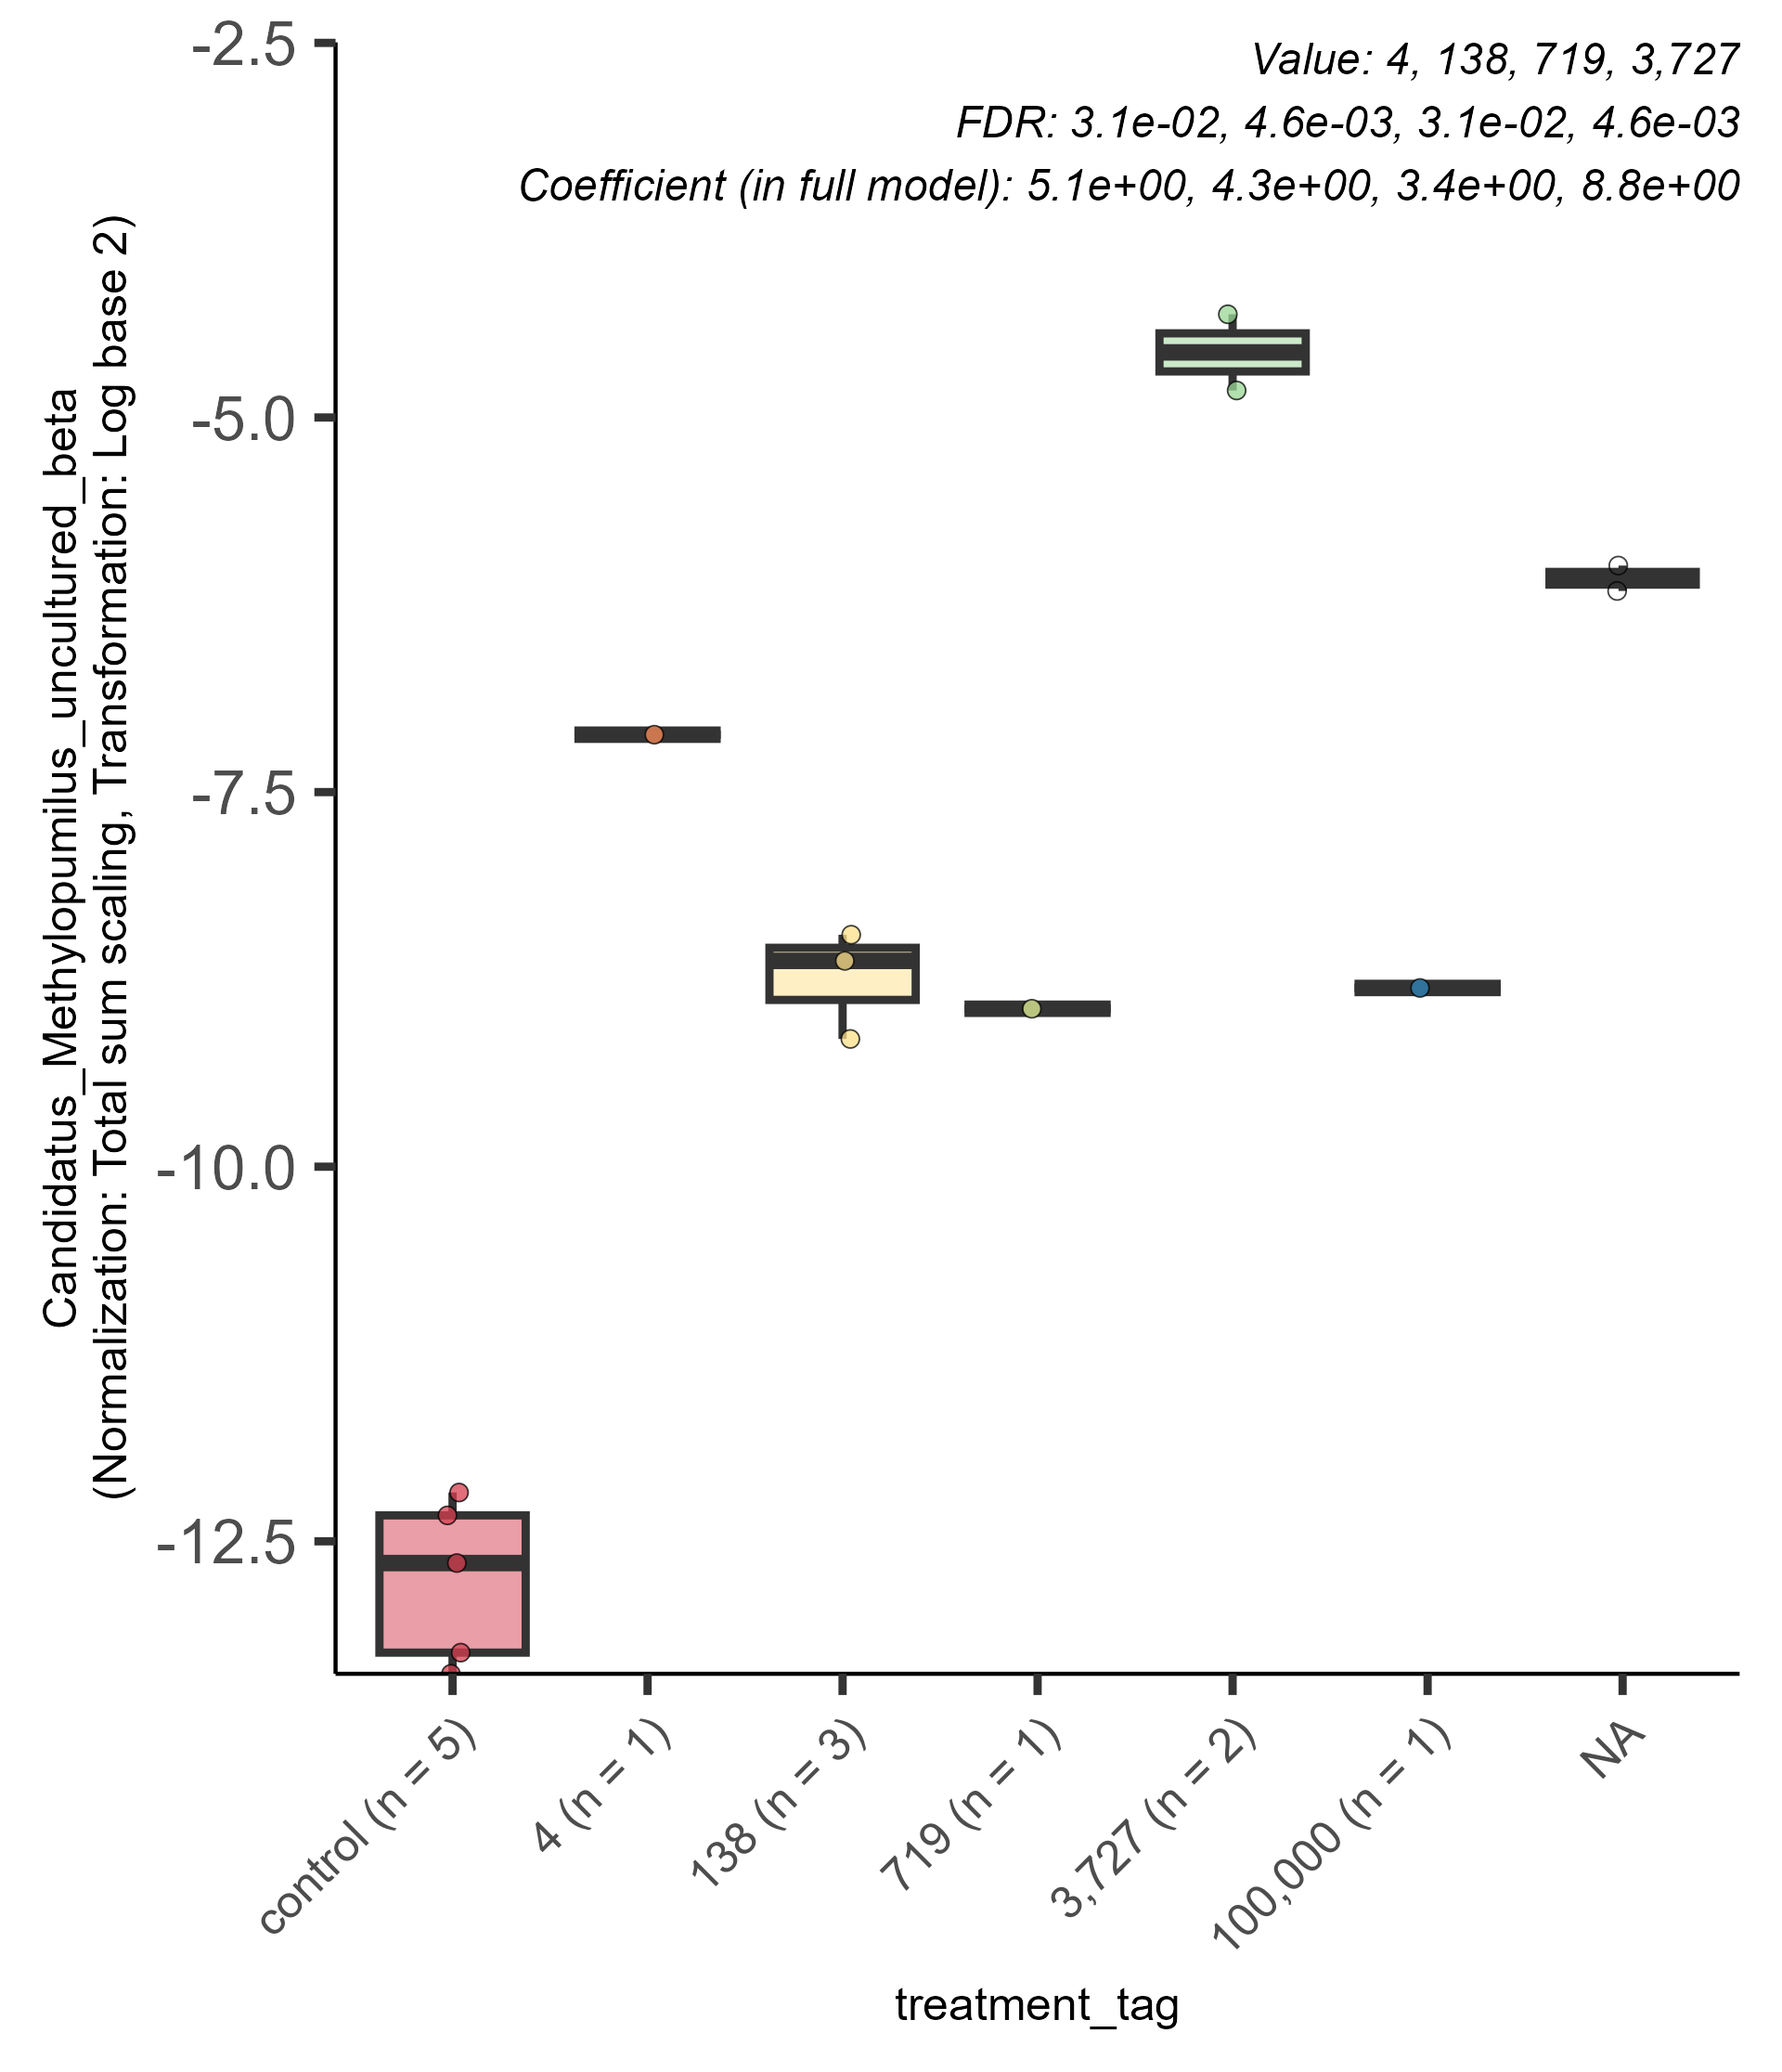 Value: 4, 138, 719, 3,727
FDR: 3.1e-02, 4.6e-03, 3.1e-02, 4.6e-03
Coefficient (in full model): 5.1e+00, 4.3e+00, 3.4e+00, 8.8e+00
Candidatus_Methylopumilus_uncultured_beta
(Normalization: Total sum scaling, Transformation: Log base 2)
-2.5
-5.0
-7.5
-10.0
-12.5
control (n = 5)
4 (n = 1)
138 (n = 3)
719 (n = 1)
3,727 (n = 2)
100,000 (n = 1)
NA
treatment_tag